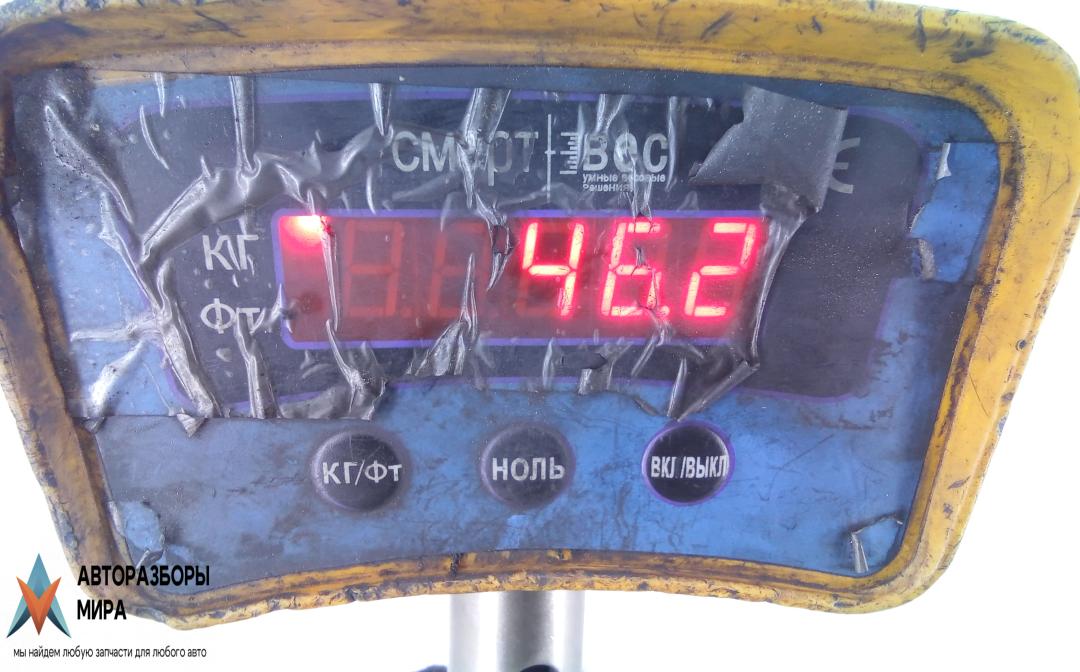 смарт вес
умные весовые
решения
КГ
46.2
ФТ
КГ/ФТ НОЛЬ ВКЛ/ВЫКЛ
АВТОРАЗБОРЫ
МИРА
мы найдем любую запчасти для любого авто